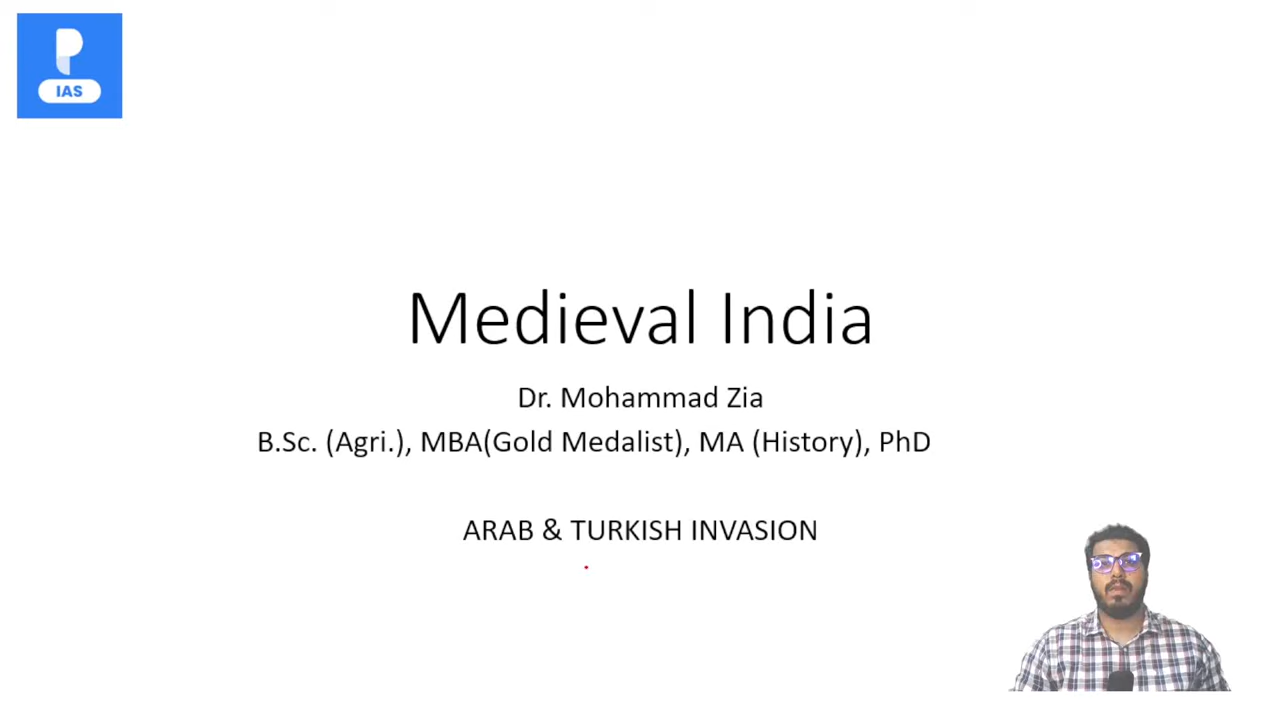 P
IAS
Medieval India
Dr. Mohammad Zia
B.Sc. (Agri.), MBA(Gold Medalist), MA (History), PhD
ARAB & TURKISH INVASION